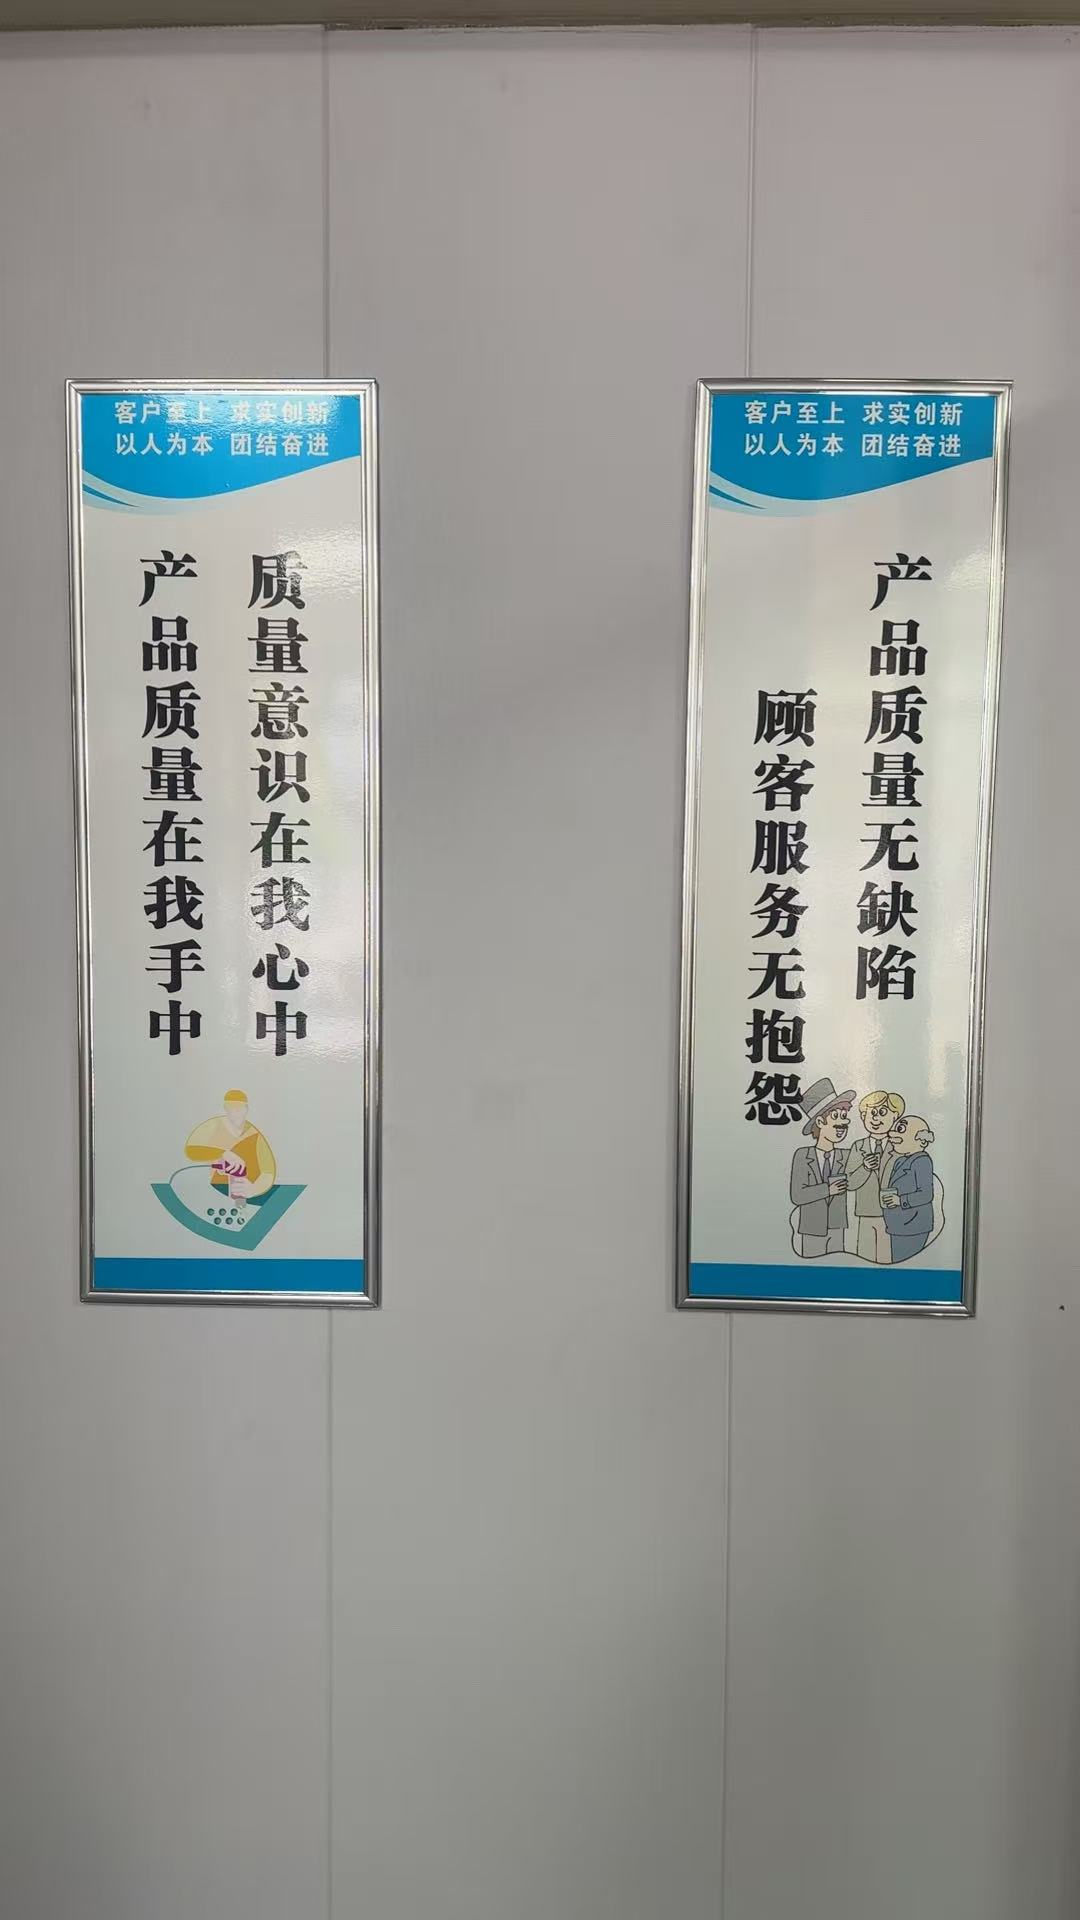 客户至上 求实创新
以人为本 团结奋进
质量意识在我心中
产品质量在我手中
客户至上 求实创新
以人为本 团结奋进
产品质量无缺陷
顾客服务无抱怨